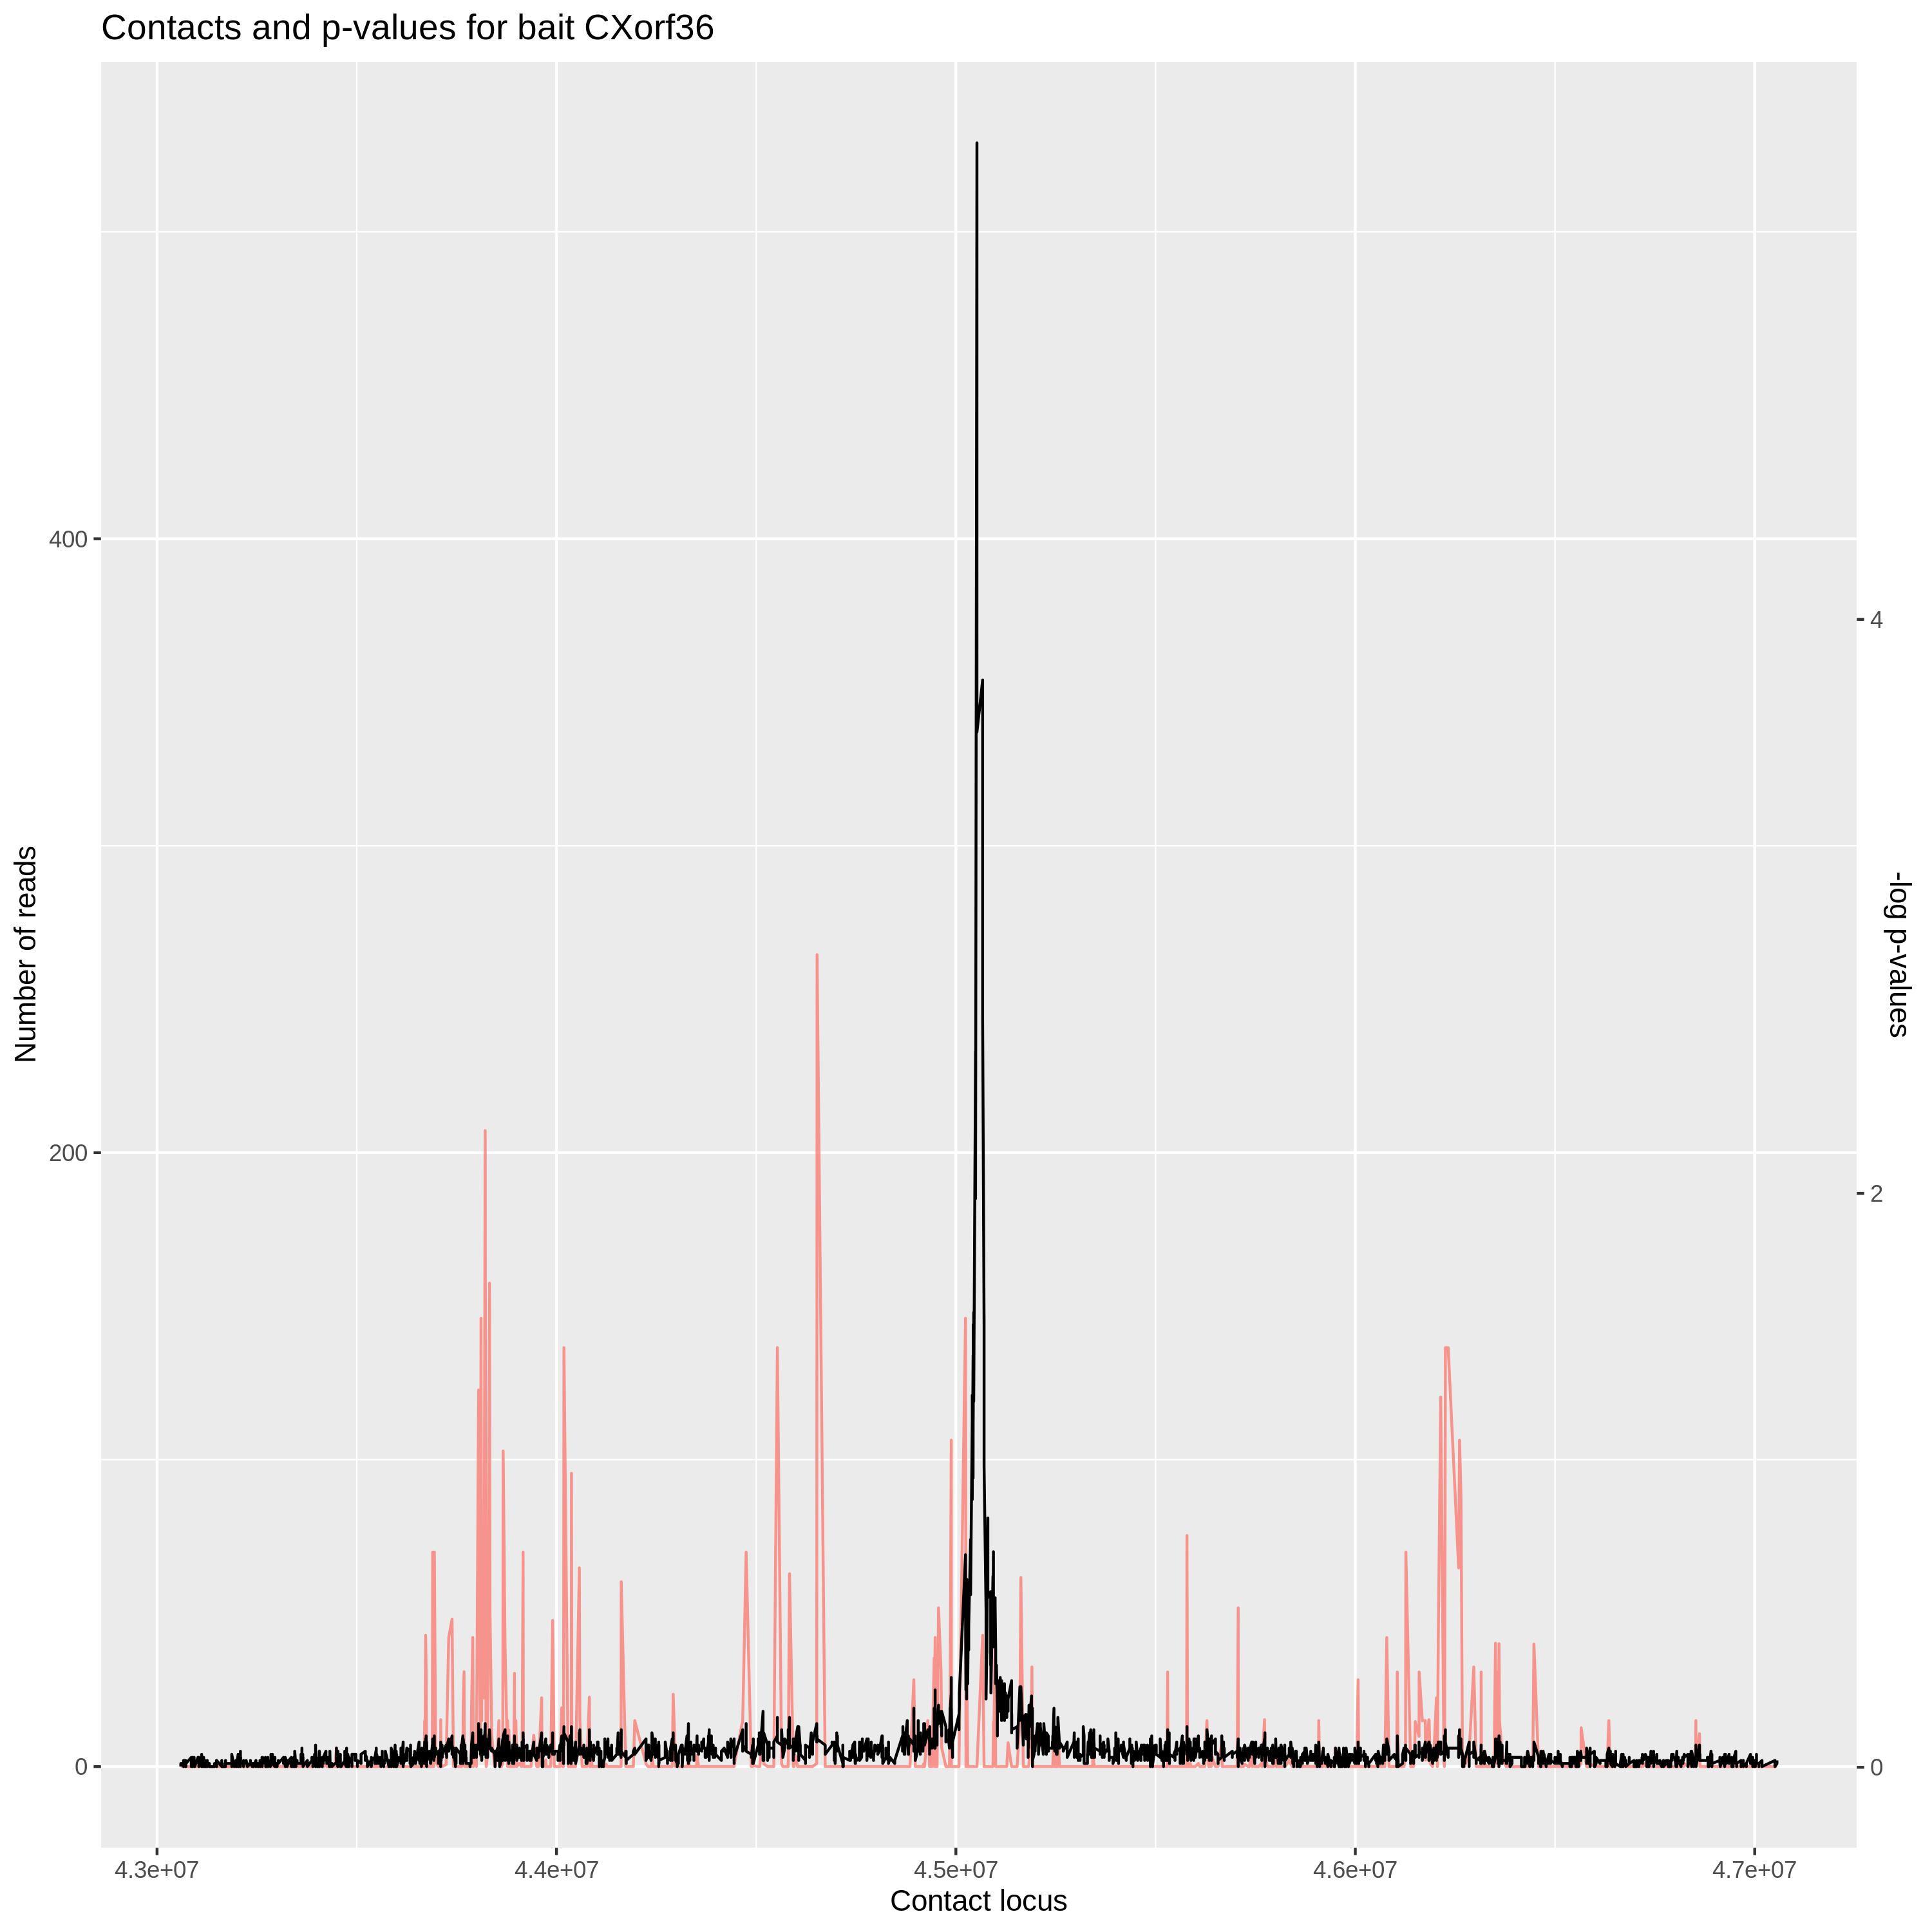 Contacts and p-values for bait CXorf36
Number of reads
400
200
0
4
2
0
-log p-values
4.3e+07 4.4e+07 4.5e+07 4.6e+07 4.7e+07
Contact locus